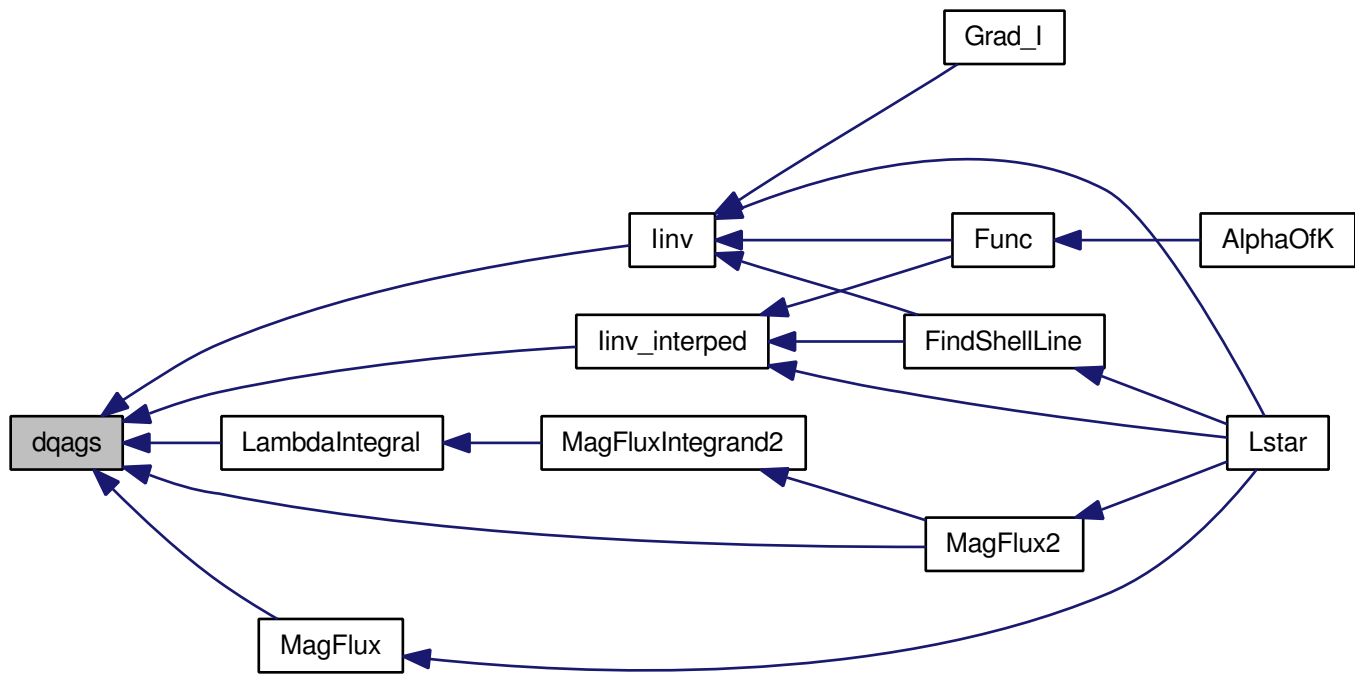 Grad_I
Iinv
Func
AlphaOfK
Iinv_interped
FindShellLine
dqags
LambdaIntegral
MagFluxIntegrand2
Lstar
MagFlux2
MagFlux